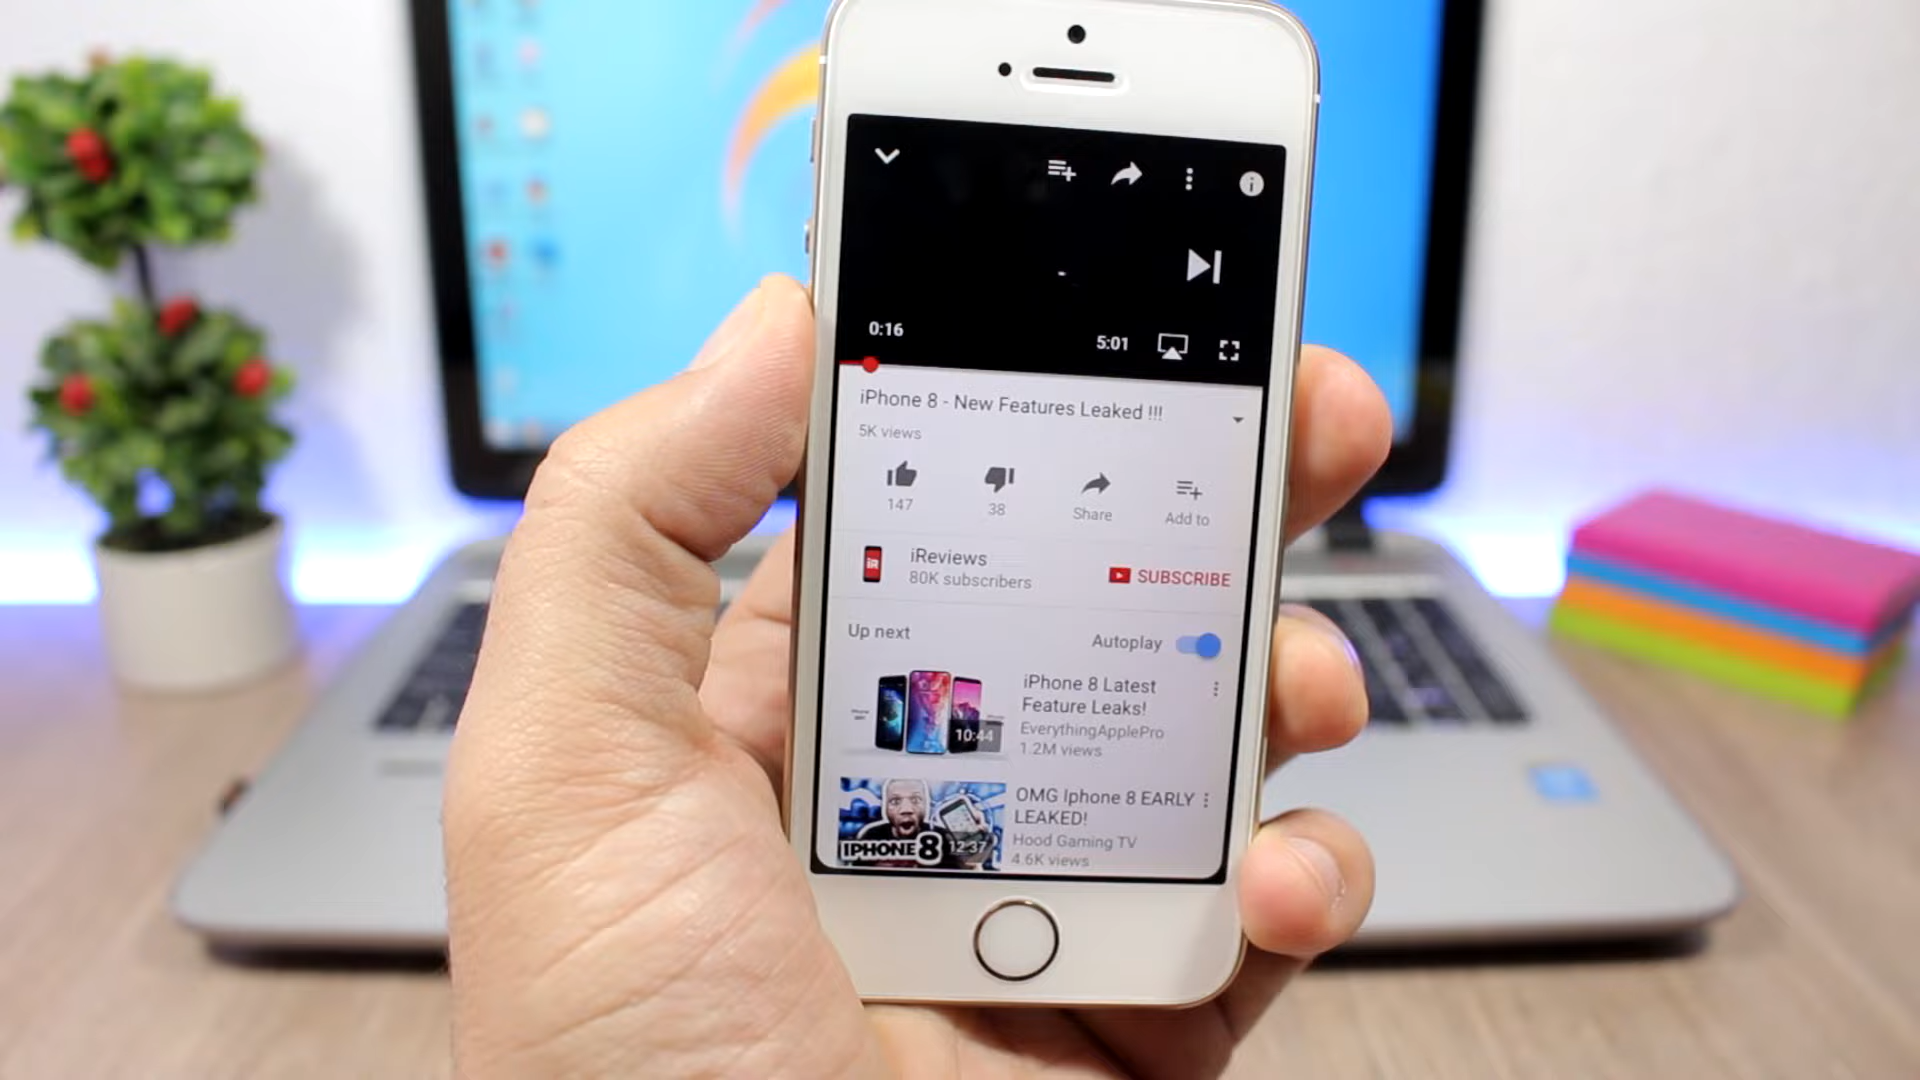 0:16
5:01
iPhone 8 - New Features Leaked !!!
5K views
147
38
Share
Add to
iR
iReviews
80K subscribers
SUBSCRIBE
Up next
Autoplay
10:44
iPhone 8 Latest
Feature Leaks!
EverythingApplePro
1.2M views
IPHONE 8
12:37
OMG Iphone 8 EARLY
LEAKED!
Hood Gaming TV
4.6K views